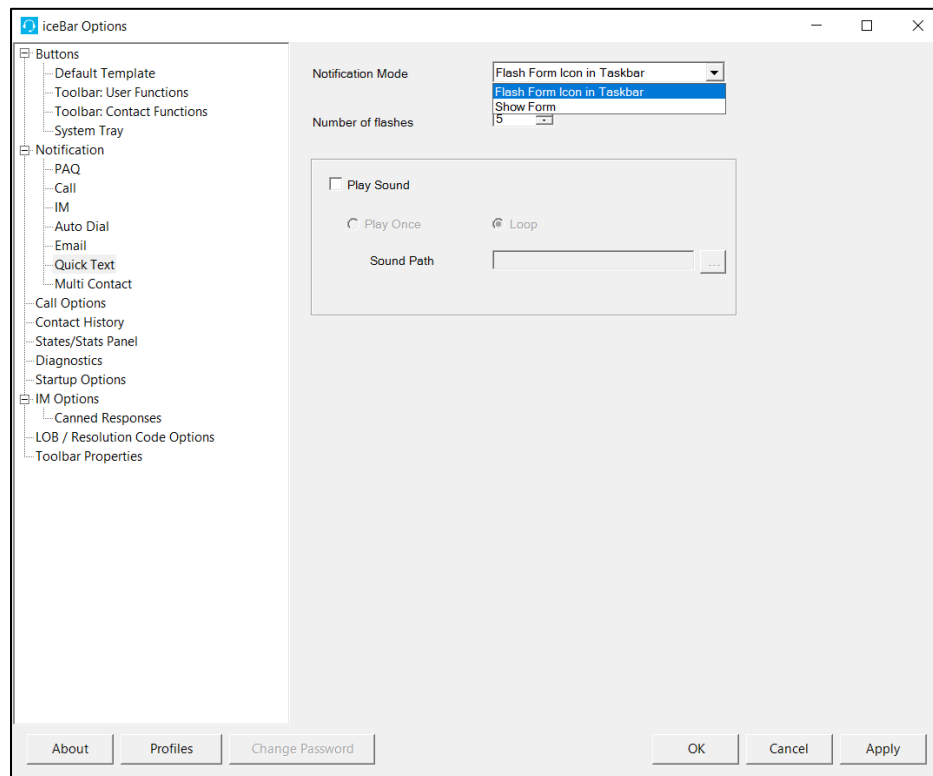 iceBar Options
Buttons
Default Template
Toolbar: User Functions
Toolbar: Contact Functions
System Tray
Notification
PAQ
Call
IM
Auto Dial
Email
Quick Text
Multi Contact
Call Options
Contact History
States/Stats Panel
Diagnostics
Startup Options
IM Options
Canned Responses
LOB / Resolution Code Options
Toolbar Properties
Notification Mode
Flash Form Icon in Taskbar
Flash Form Icon in Taskbar
Show Form
Number of flashes
5
Play Sound
Play Once
Loop
Sound Path
...
About
Profiles
Change Password
OK
Cancel
Apply